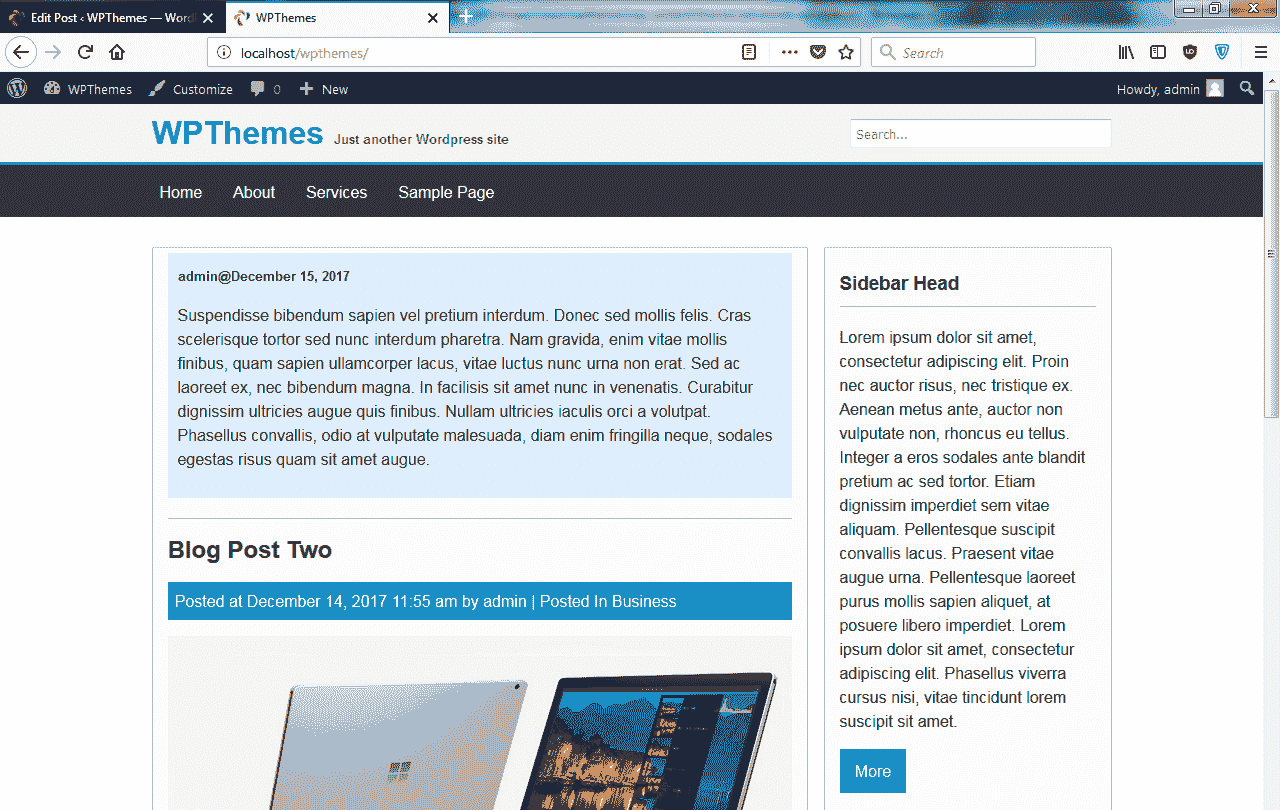 Edit Post ‹ WPThemes — Word
WPThemes
localhost/wpthemes/
Search
WPThemes
Customize
0
New
Howdy, admin
WPThemes
Just another Wordpress site
Search...
Home
About
Services
Sample Page
admin@December 15, 2017
Suspendisse bibendum sapien vel pretium interdum. Donec sed mollis felis. Cras
scelerisque tortor sed nunc interdum pharetra. Nam gravida, enim vitae mollis
finibus, quam sapien ullamcorper lacus, vitae luctus nunc urna non erat. Sed ac
laoreet ex, nec bibendum magna. In facilisis sit amet nunc in venenatis. Curabitur
dignissim ultricies augue quis finibus. Nullam ultricies iaculis orci a volutpat.
Phasellus convallis, odio at vulputate malesuada, diam enim fringilla neque, sodales
egestas risus quam sit amet augue.
Blog Post Two
Posted at December 14, 2017 11:55 am by admin | Posted In Business
Sidebar Head
Lorem ipsum dolor sit amet,
consectetur adipiscing elit. Proin
nec auctor risus, nec tristique ex.
Aenean metus ante, auctor non
vulputate non, rhoncus eu tellus.
Integer a eros sodales ante blandit
pretium ac sed tortor. Etiam
dignissim imperdiet sem vitae
aliquam. Pellentesque suscipit
convallis lacus. Praesent vitae
augue urna. Pellentesque laoreet
purus mollis sapien aliquet, at
posuere libero imperdiet. Lorem
ipsum dolor sit amet, consectetur
adipiscing elit. Phasellus viverra
cursus nisi, vitae tincidunt lorem
suscipit sit amet.
More